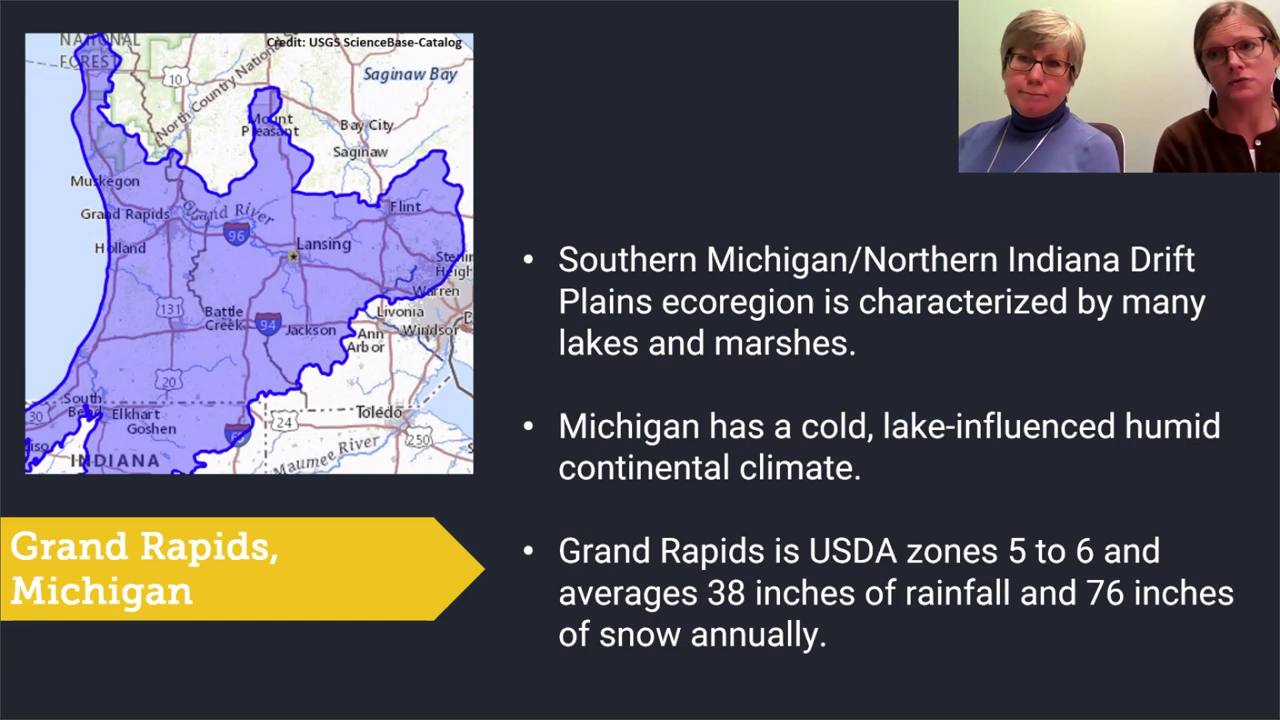 Credit: USGS ScienceBase-Catalog
NATIONAL
FOREST
10
North Country National
Saginaw Bay
Mount
Pleasant
Bay City
Saginaw
Muskegon
Grand Rapids
Grand River
Flint
Holland
96
Lansing
Warren
131
Battle
Creek
94
Jackson
Livonia
Windsor
Ann
Arbor
20
South
Bend
30
Elkhart
Goshen
24
Toledo
250
INDIANA
Maumee River
• Southern Michigan/Northern Indiana Drift
Plains ecoregion is characterized by many
lakes and marshes.
• Michigan has a cold, lake-influenced humid
continental climate.
• Grand Rapids is USDA zones 5 to 6 and
averages 38 inches of rainfall and 76 inches
of snow annually.
Grand Rapids,
Michigan